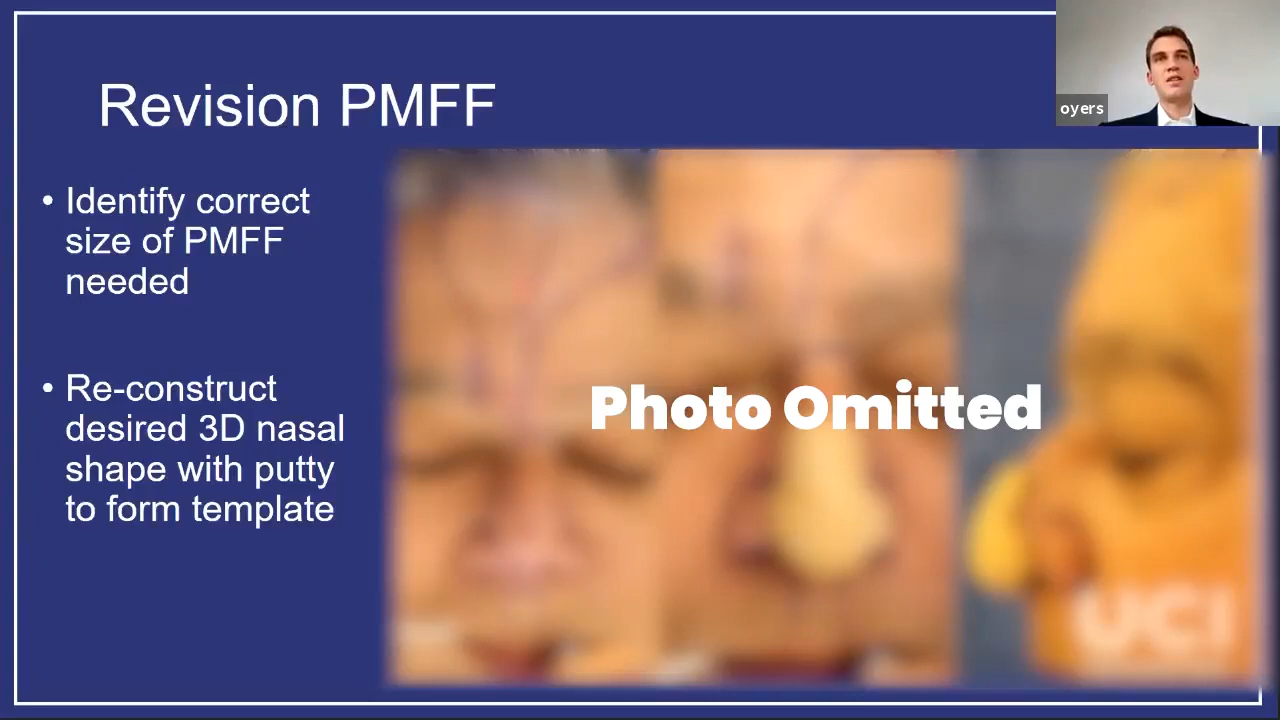 Revision PMFF
oyers
• Identify correct
size of PMFF
needed
• Re-construct
desired 3D nasal
shape with putty
to form template
Photo Omitted
UCI